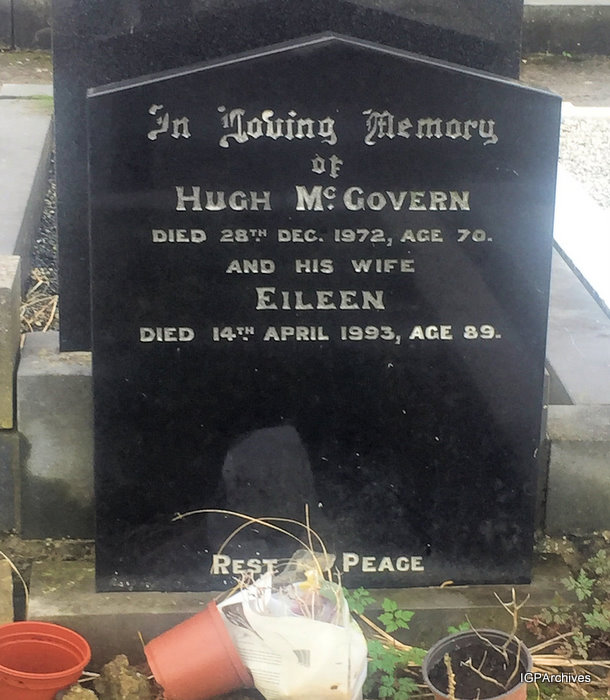 In Loving Memory
of
HUGH McGOVERN
DIED 28TH DEC. 1972, AGE 70.
AND HIS WIFE
EILEEN
DIED 14TH APRIL 1993, AGE 89.
REST PEACE
IGPArchives